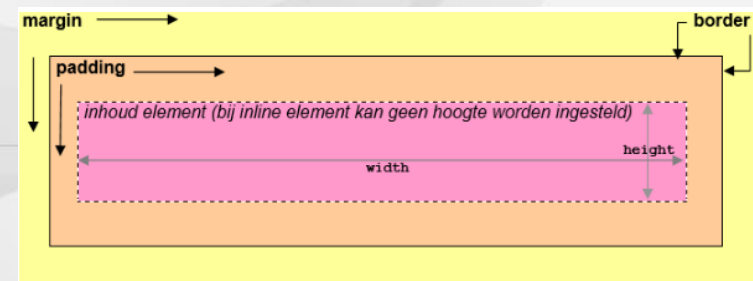 margin
border
padding
inhoud element (bij inline element kan geen hoogte worden ingesteld)
height
width